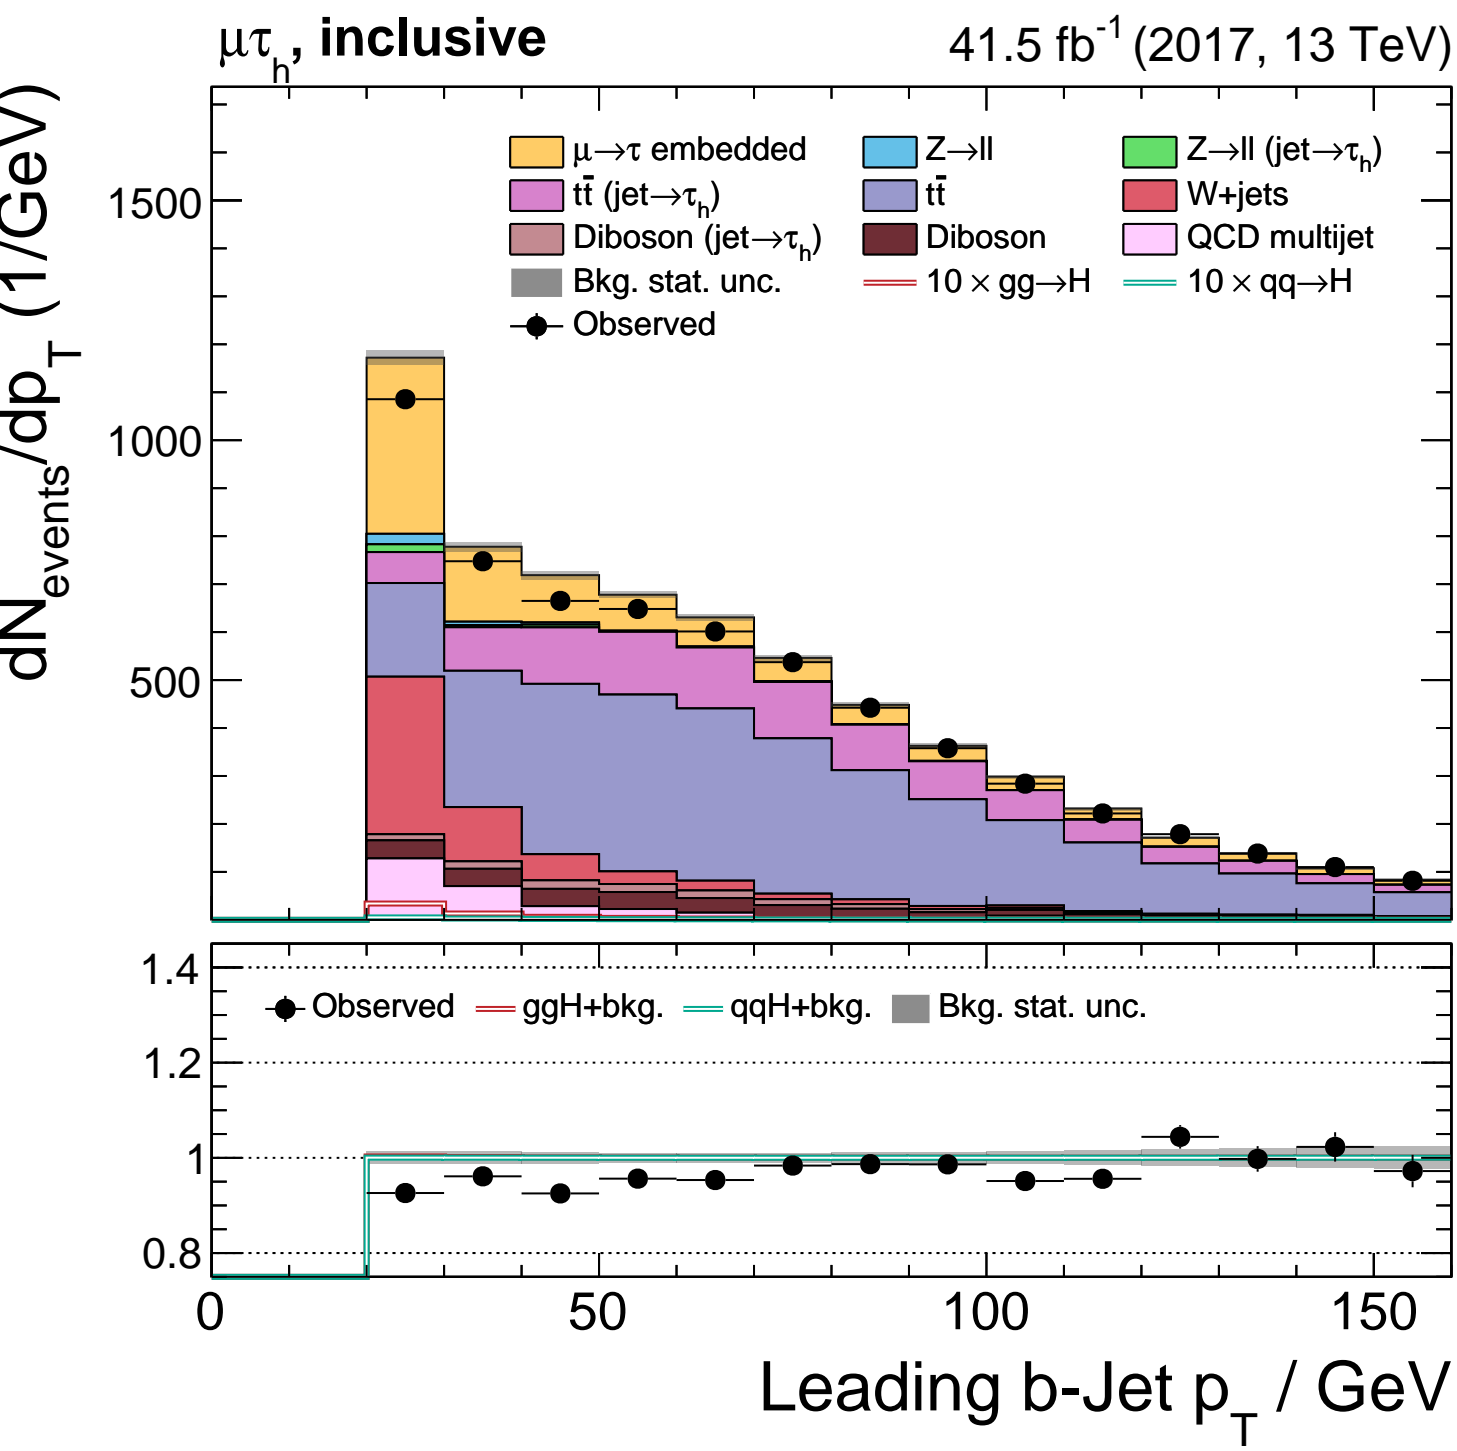 μτh, inclusive 41.5 fb-1 (2017, 13 TeV)
dNevents/dpT (1/GeV)
μ→τ embedded Z→ll Z→ll (jet→τh)
tt̄ (jet→τh) tt̄ W+jets
Diboson (jet→τh) Diboson QCD multijet
Bkg. stat. unc. 10 × gg→H 10 × qq→H
Observed
1500
1000
500
1.4
Observed ggH+bkg. qqH+bkg. Bkg. stat. unc.
1.2
1
0.8
0 50 100 150
Leading b-Jet pT / GeV